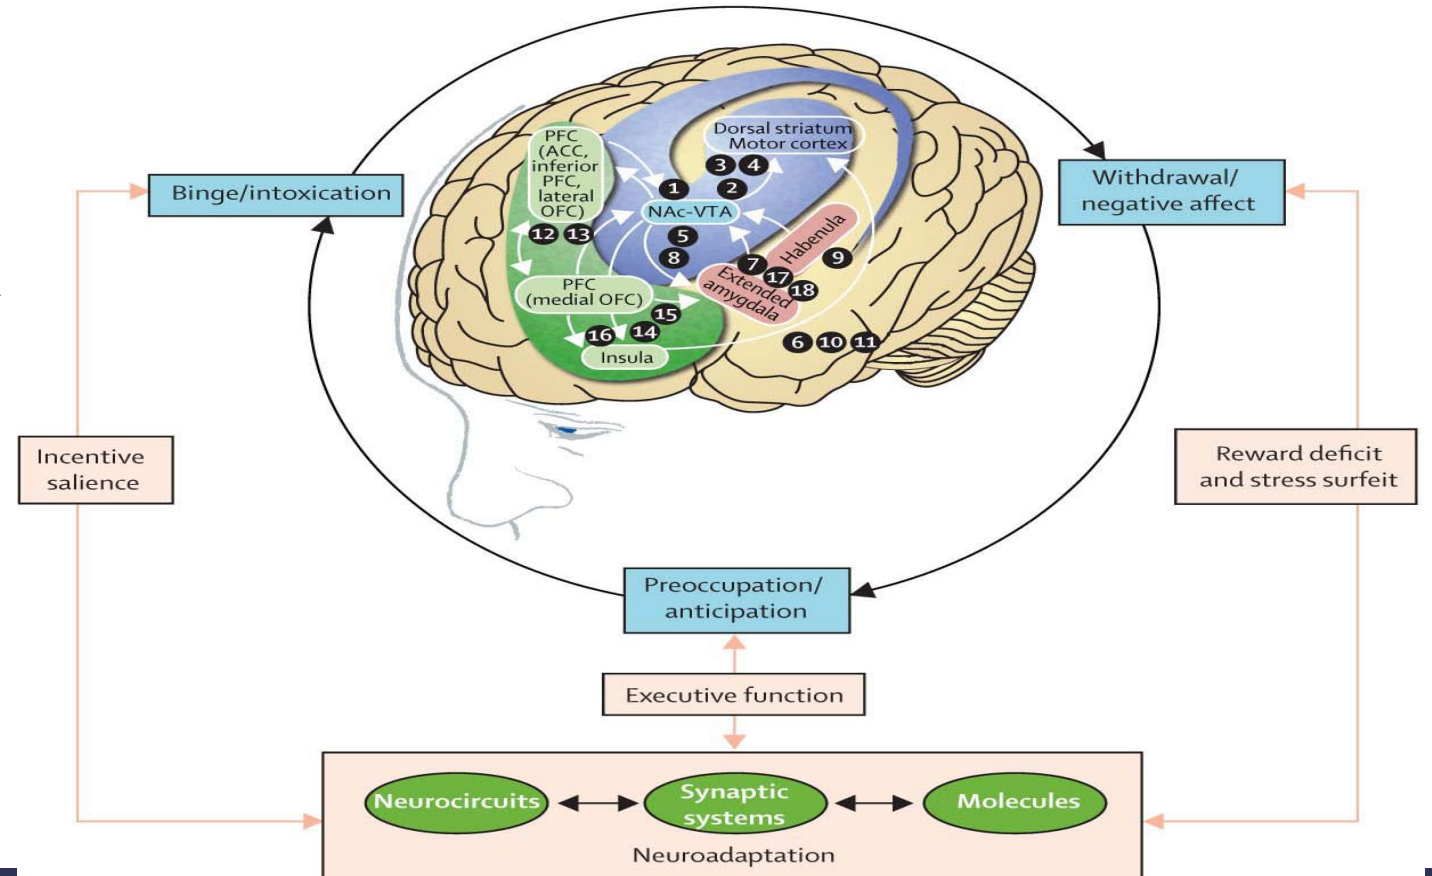 PFC
(ACC,
inferior
PFC,
lateral
OFC)
Dorsal striatum
Motor cortex
3 4
1 2
NAc-VTA
5
8
12 13
Habenula
9
7
17
18
Extended
amygdala
PFC
(medial OFC)
15
16 14
Insula
6 10 11
Binge/intoxication
Withdrawal/
negative affect
Incentive
salience
Reward deficit
and stress surfeit
Preoccupation/
anticipation
Executive function
Neurocircuits
Synaptic
systems
Molecules
Neuroadaptation